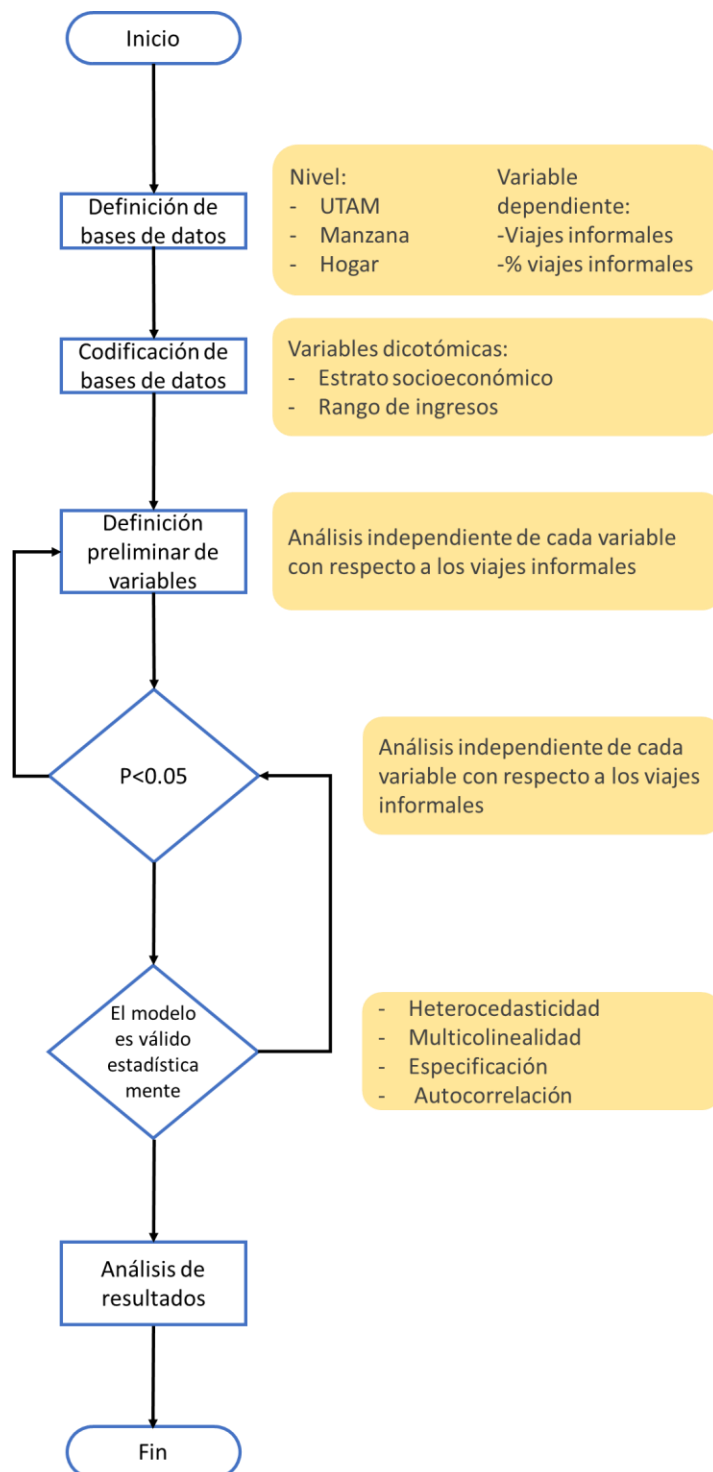 Inicio
Definición de
bases de datos
Nivel:
- UTAM
- Manzana
- Hogar
Variable
dependiente:
-Viajes informales
-% viajes informales
Codificación de
bases de datos
Variables dicotómicas:
- Estrato socioeconómico
- Rango de ingresos
Definición
preliminar de
variables
Análisis independiente de cada variable
con respecto a los viajes informales
P<0.05
Análisis independiente de cada
variable con respecto a los viajes
informales
El modelo
es válido
estadística
mente
- Heterocedasticidad
- Multicolinealidad
- Especificación
- Autocorrelación
Análisis de
resultados
Fin